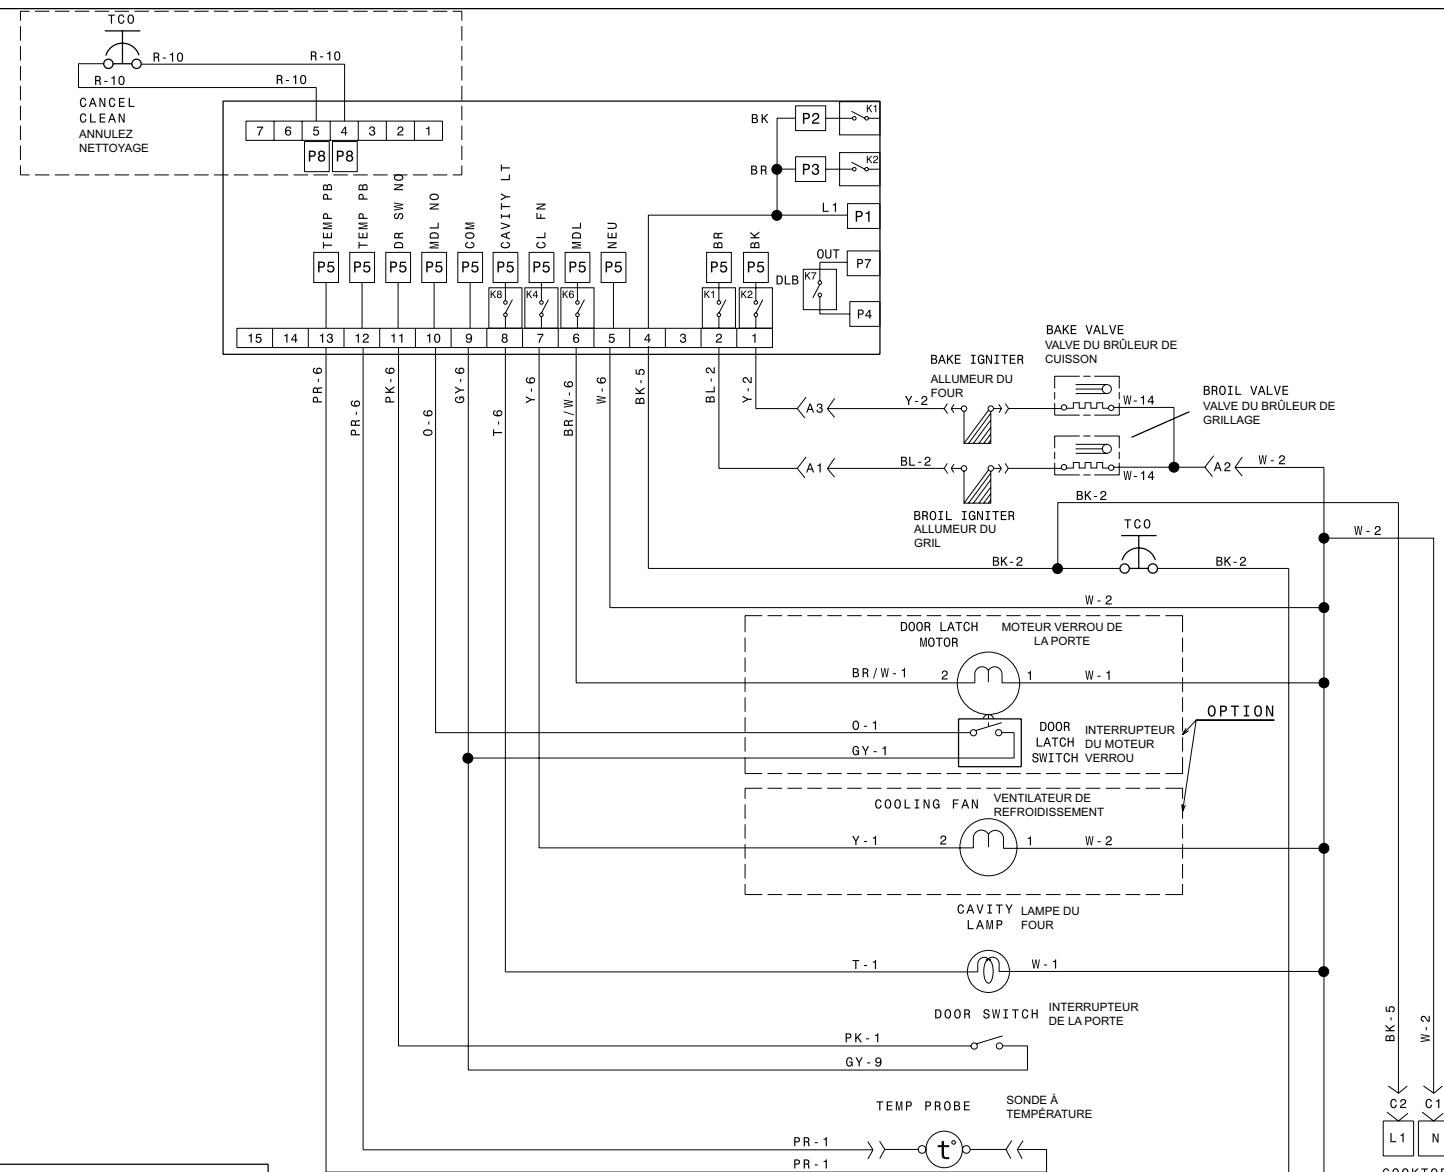 TCO
R-10 R-10
R-10 R-10
CANCEL
CLEAN
ANNULEZ
NETTOYAGE
7 6 5 4 3 2 1
P8 P8
BK P2 K1
BR P3 K2
L1 P1
OUT P7
DLB K7
P4
TEMP PB
TEMP PB
DR SW NO
MDL NO
COM
CAVITY LT
CL FN
MDL
NEU
BR
BK
P5 P5 P5 P5 P5 P5 P5 P5 P5 P5 P5
K8 K4 K6 K1 K2
15 14 13 12 11 10 9 8 7 6 5 4 3 2 1
PR-6
PR-6
PK-6
O-6
GY-6
T-6
Y-6
BR/W-6
W-6
BK-5
BL-2
Y-2
BAKE VALVE
VALVE DU BRÛLEUR DE
CUISSON
BAKE IGNITER
ALLUMEUR DU
FOUR
BROIL VALVE
VALVE DU BRÛLEUR DE
GRILLAGE
A3 Y-2 W-14
A1 BL-2 W-14 A2 W-2
BROIL IGNITER
ALLUMEUR DU
GRIL
BK-2
TCO
W-2
BK-2 BK-2
W-2
DOOR LATCH
MOTOR
MOTEUR VERROU DE
LA PORTE
BR/W-1 2 1 W-1
OPTION
O-1
GY-1
DOOR
LATCH
SWITCH
INTERRUPTEUR
DU MOTEUR
VERROU
COOLING FAN
VENTILATEUR DE
REFROIDISSEMENT
Y-1 2 1 W-2
CAVITY
LAMP
LAMPE DU
FOUR
T-1 W-1
DOOR SWITCH
INTERRUPTEUR
DE LA PORTE
PK-1
GY-9
BK-5
W-2
TEMP PROBE
SONDE À
TEMPÉRATURE
C2 C1
L1 N
PR-1 t°
PR-1